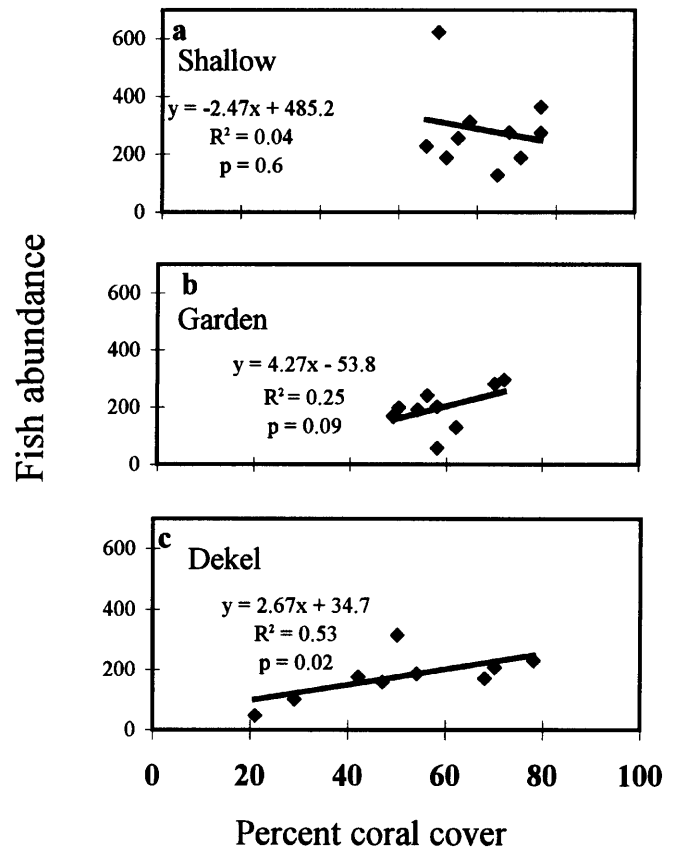 Fish abundance
a
Shallow
600
400
200
0
y = -2.47x + 485.2
R² = 0.04
p = 0.6
b
Garden
600
400
200
0
y = 4.27x - 53.8
R² = 0.25
p = 0.09
c
Dekel
600
400
200
0
y = 2.67x + 34.7
R² = 0.53
p = 0.02
0 20 40 60 80 100
Percent coral cover